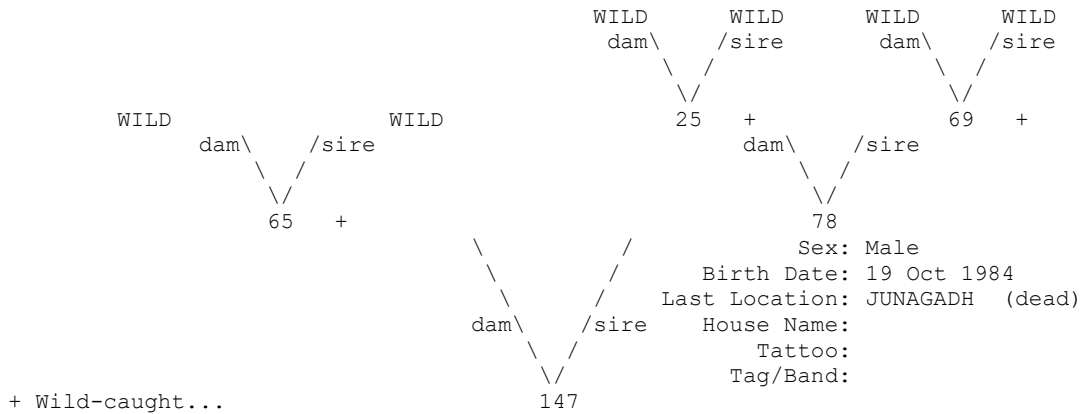 WILD WILD WILD WILD
dam\ /sire dam\ /sire
\ / \ /
\/ \/
WILD WILD 25 + 69 +
dam\ /sire dam\ /sire
\ / \ /
\/ \/
65 + 78
\ / Sex: Male
\ / Birth Date: 19 Oct 1984
\ / Last Location: JUNAGADH (dead)
dam\ /sire House Name:
\ / Tattoo:
\/ Tag/Band:
+ Wild-caught... 147